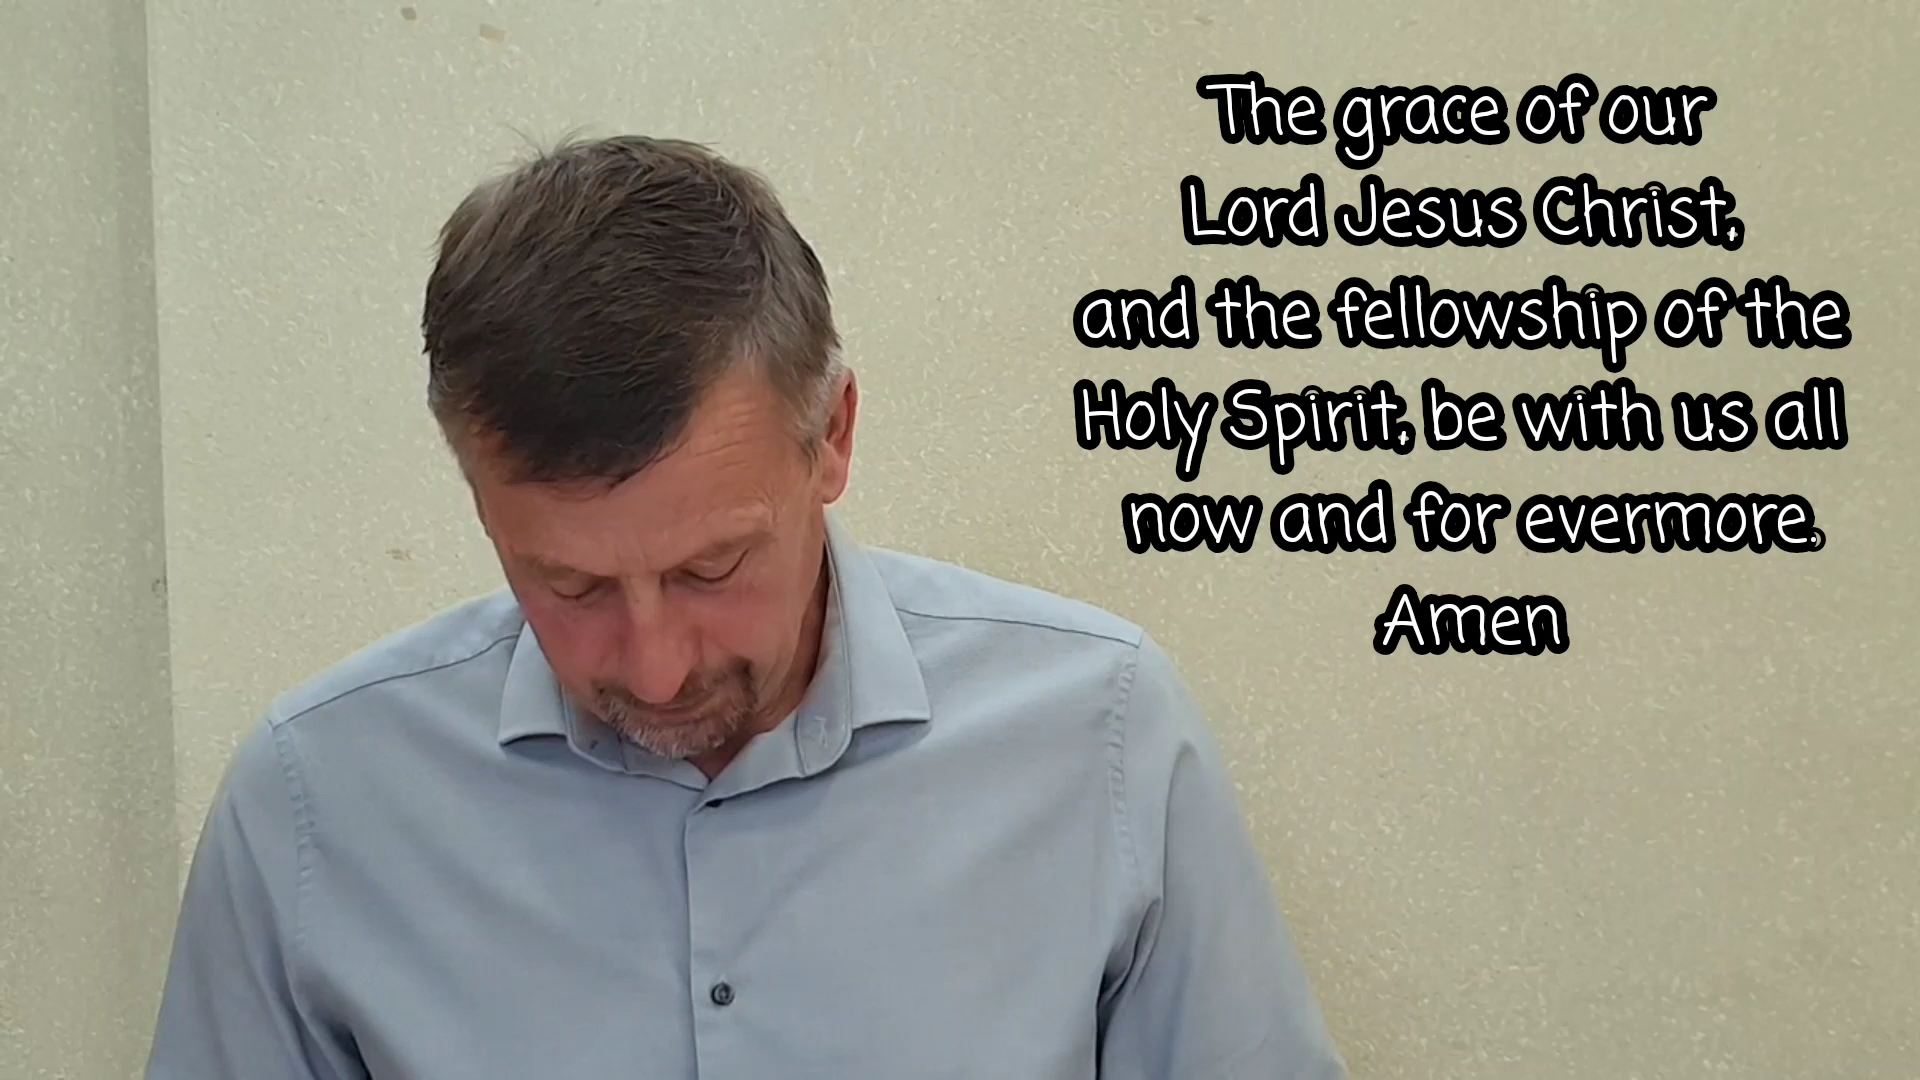 The grace of our
Lord Jesus Christ,
and the fellowship of the
Holy Spirit, be with us all
now and for evermore.
Amen